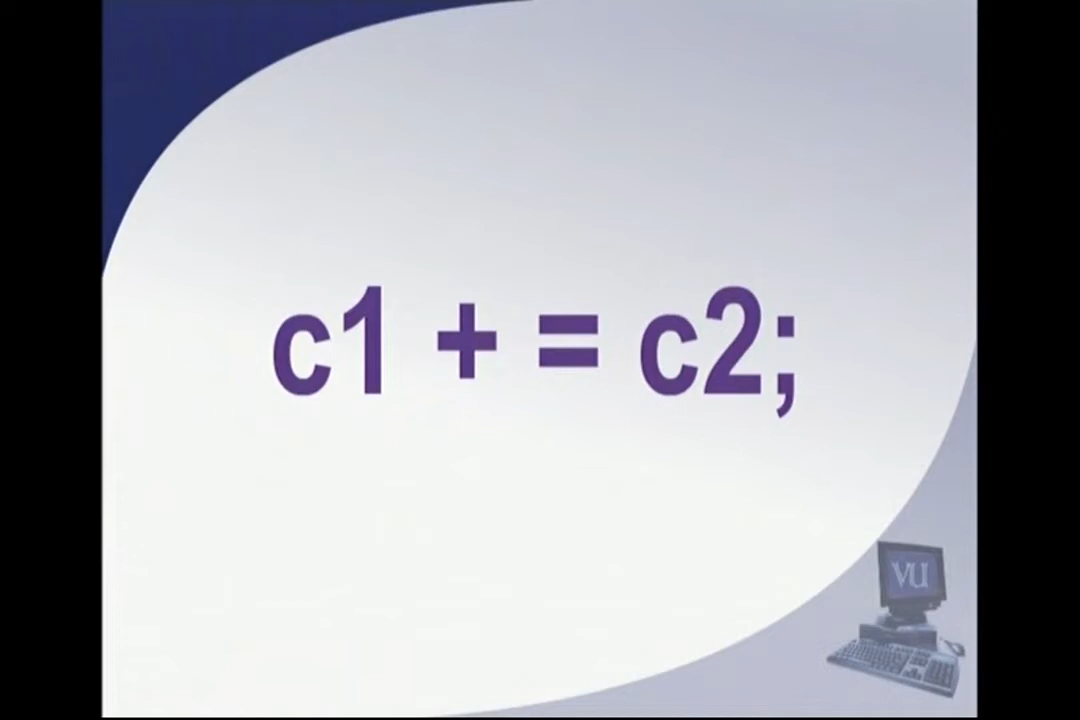 c1 + = c2;
VU